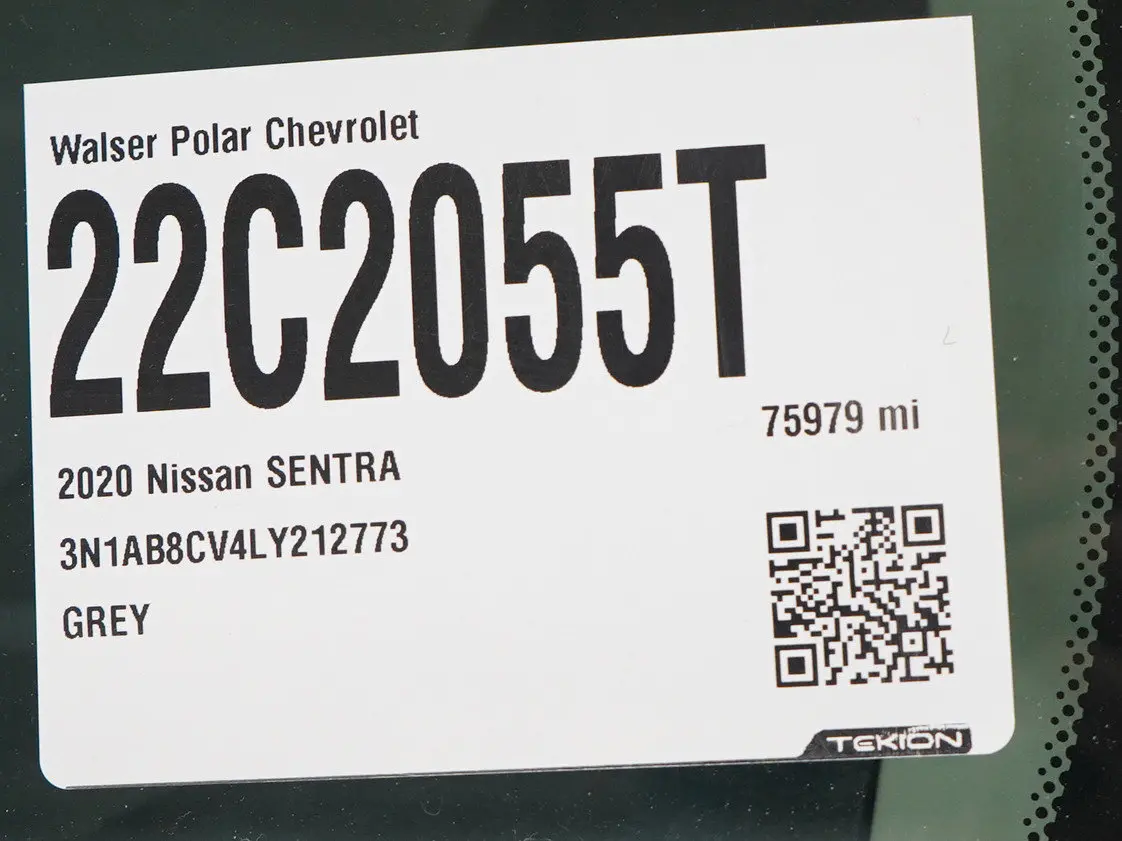 Walser Polar Chevrolet
22C2055T
75979 mi
2020 Nissan SENTRA
3N1AB8CV4LY212773
GREY
TEKION